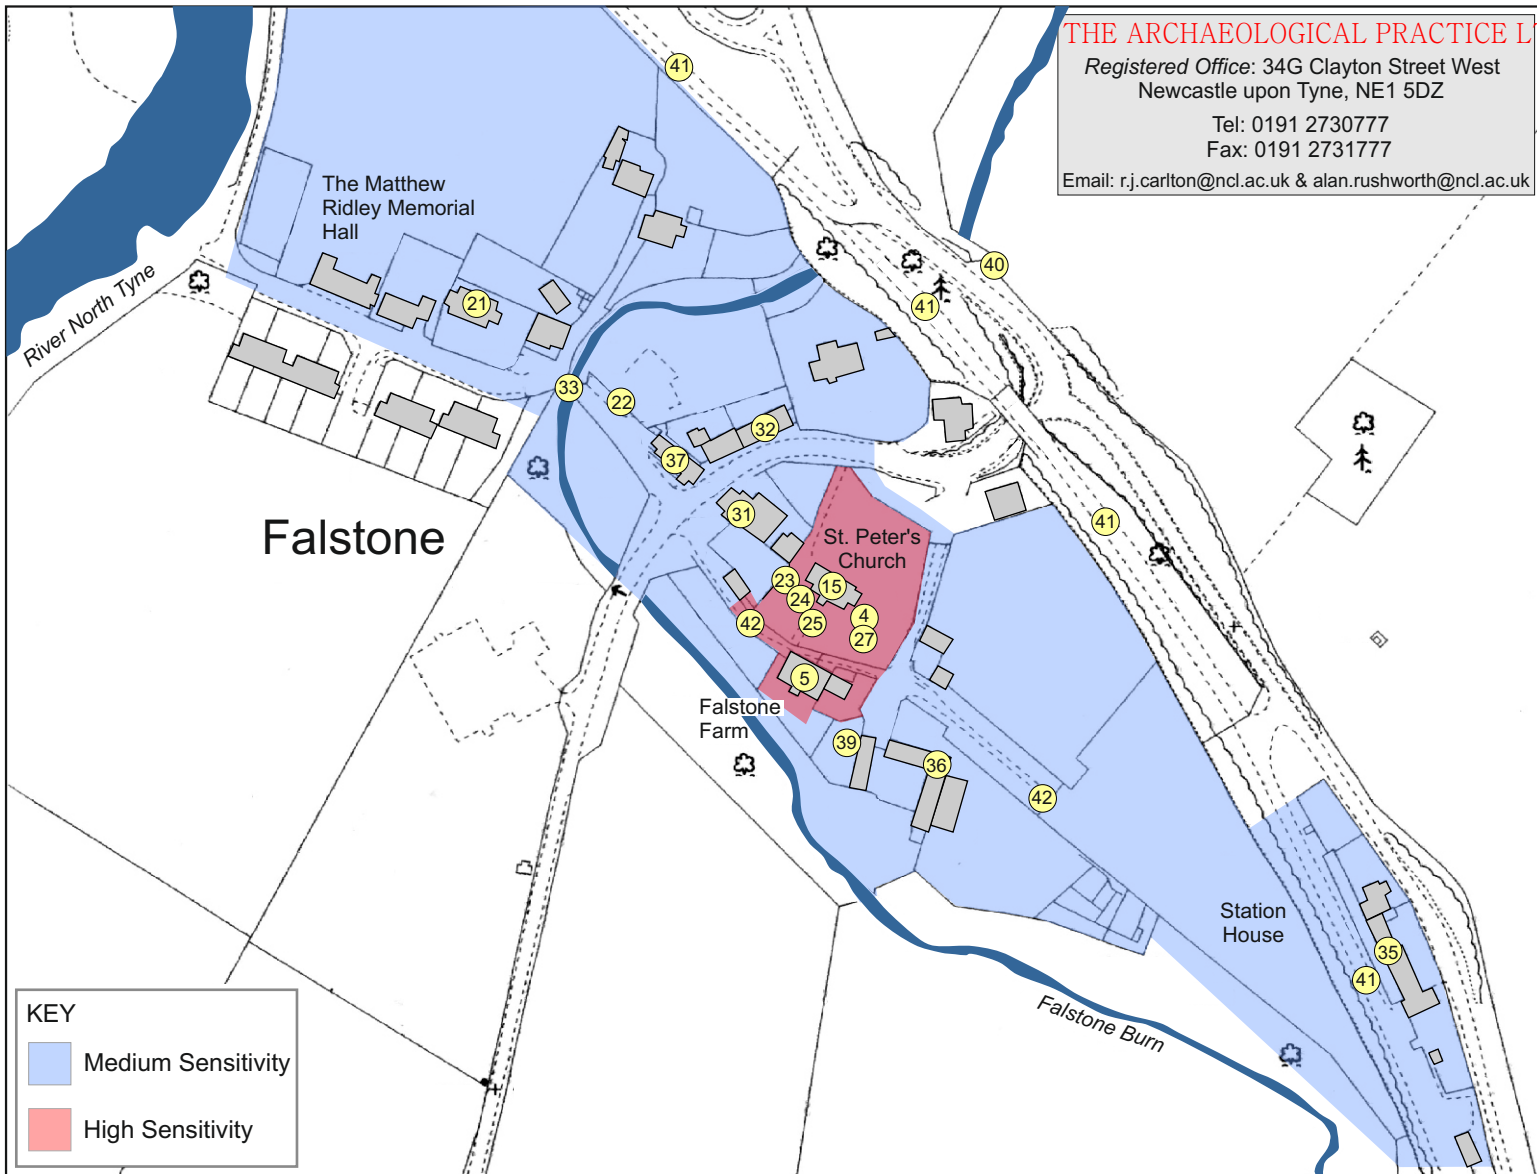 THE ARCHAEOLOGICAL PRACTICE L
Registered Office: 34G Clayton Street West
Newcastle upon Tyne, NE1 5DZ
Tel: 0191 2730777
Fax: 0191 2731777
Email: r.j.carlton@ncl.ac.uk & alan.rushworth@ncl.ac.uk
41
The Matthew
Ridley Memorial
Hall
40
River North Tyne
21
41
33
22
32
37
Falstone
31
41
St. Peter's
Church
23
15
24
42
25
4
27
5
Falstone
Farm
39
36
42
Station
House
35
41
Falstone Burn
KEY
Medium Sensitivity
High Sensitivity